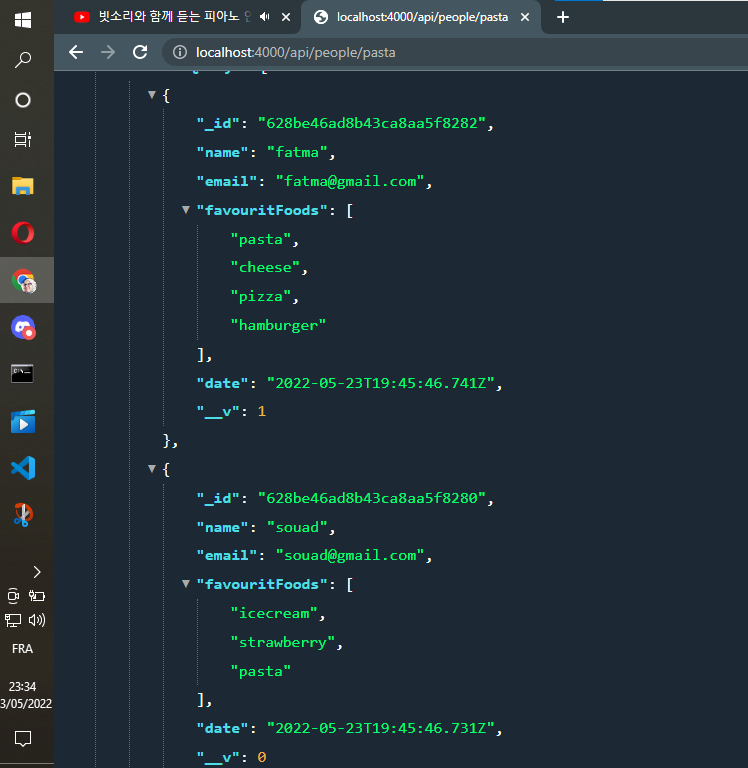 빗소리와 함께 듣는 피아노
localhost:4000/api/people/pasta
localhost:4000/api/people/pasta
{
"_id": "628be46ad8b43ca8aa5f8282",
"name": "fatma",
"email": "fatma@gmail.com",
"favouritFoods": [
"pasta",
"cheese",
"pizza",
"hamburger"
],
"date": "2022-05-23T19:45:46.741Z",
"__v": 1
},
{
"_id": "628be46ad8b43ca8aa5f8280",
"name": "souad",
"email": "souad@gmail.com",
"favouritFoods": [
"icecream",
"strawberry",
"pasta"
],
"date": "2022-05-23T19:45:46.731Z",
"__v": 0
FRA
23:34
3/05/2022